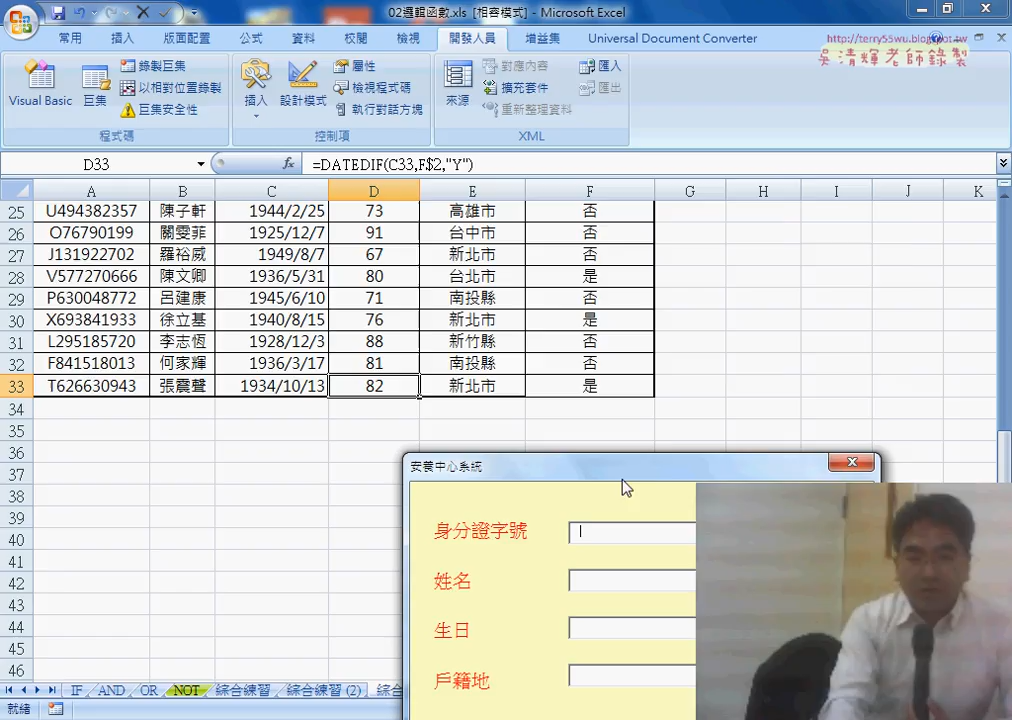 02邏輯函數.xls [相容模式] - Microsoft Excel
常用 插入 版面配置 公式 資料 校閱 檢視 開發人員 增益集 Universal Document Converter
吳清輝老師錄製
Visual Basic 巨集 錄製巨集 以相對位置錄製 巨集安全性
程式碼
插入 設計模式 屬性 檢視程式碼 執行對話方塊
控制項
來源 對應內容 擴充套件 重新整理資料 匯入 匯出
XML
D33 fx =DATEDIF(C33,F$2,"Y")
A B C D E F G H I J K
25 U494382357 陳子軒 1944/2/25 73 高雄市 否
26 O76790199 關雯菲 1925/12/7 91 台中市 否
27 J131922702 羅裕威 1949/8/7 67 新北市 否
28 V577270666 陳文卿 1936/5/31 80 台北市 是
29 P630048772 呂建康 1945/6/10 71 南投縣 否
30 X693841933 徐立基 1940/8/15 76 新北市 是
31 L295185720 李志恆 1928/12/3 88 新竹縣 否
32 F841518013 何家輝 1936/3/17 81 南投縣 否
33 T626630943 張震聲 1934/10/13 82 新北市 是
34
35
36
37
38
39
40
41
42
43
44
45
46
安養中心系統
身分證字號
姓名
生日
戶籍地
IF AND OR NOT 綜合練習 綜合練習 (2) 綜合
就緒